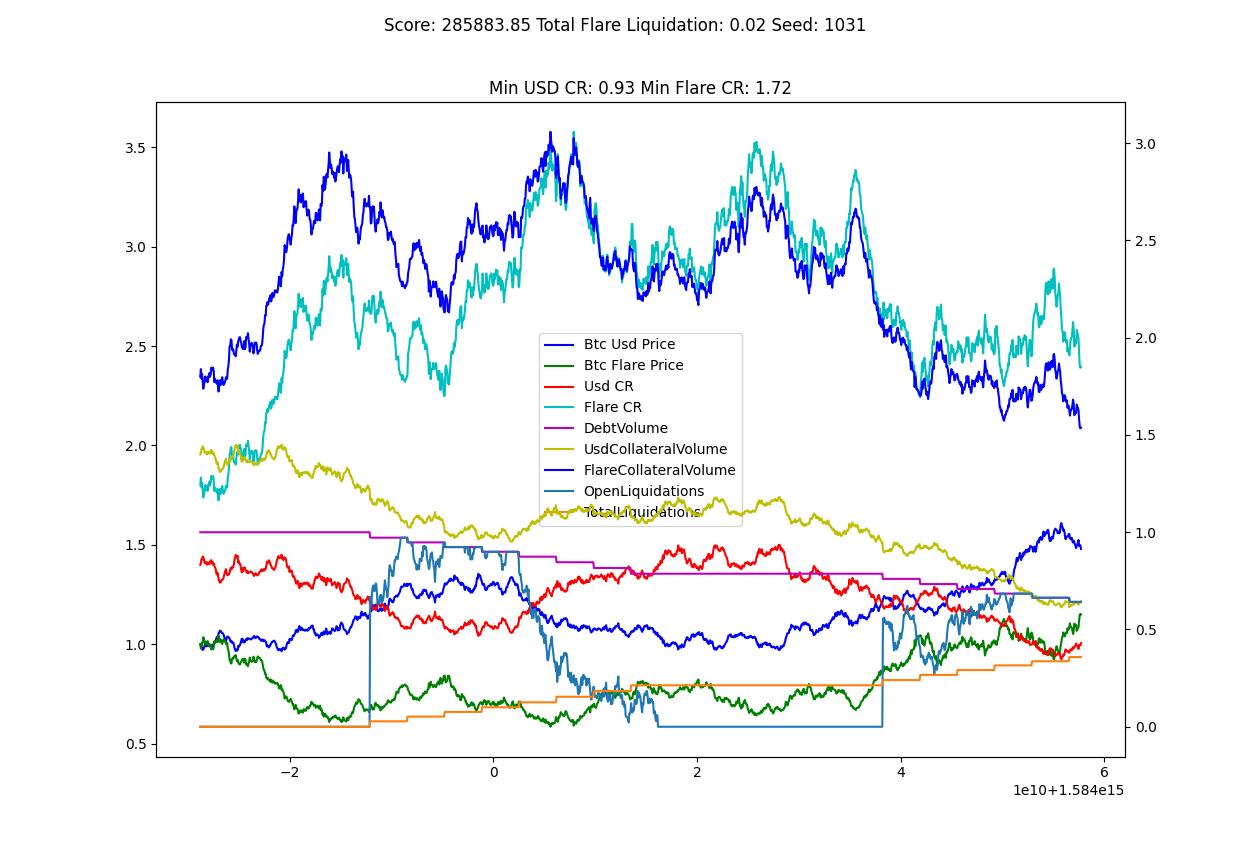 Score: 285883.85 Total Flare Liquidation: 0.02 Seed: 1031
Min USD CR: 0.93 Min Flare CR: 1.72
3.5
3.0
2.5
2.0
1.5
1.0
0.5
3.0
2.5
2.0
1.5
1.0
0.5
0.0
Btc Usd Price
Btc Flare Price
Usd CR
Flare CR
DebtVolume
UsdCollateralVolume
FlareCollateralVolume
OpenLiquidations
TotalLiquidations
−2 0 2 4 6
1e10+1.584e15